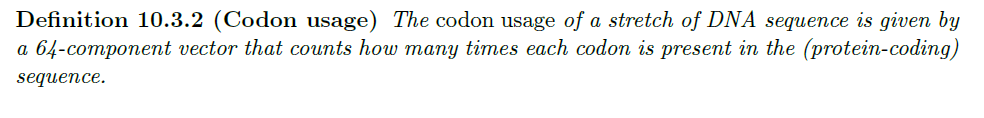 Definition 10.3.2 (Codon usage) The codon usage of a stretch of DNA sequence is given by
a 64-component vector that counts how many times each codon is present in the (protein-coding)
sequence.